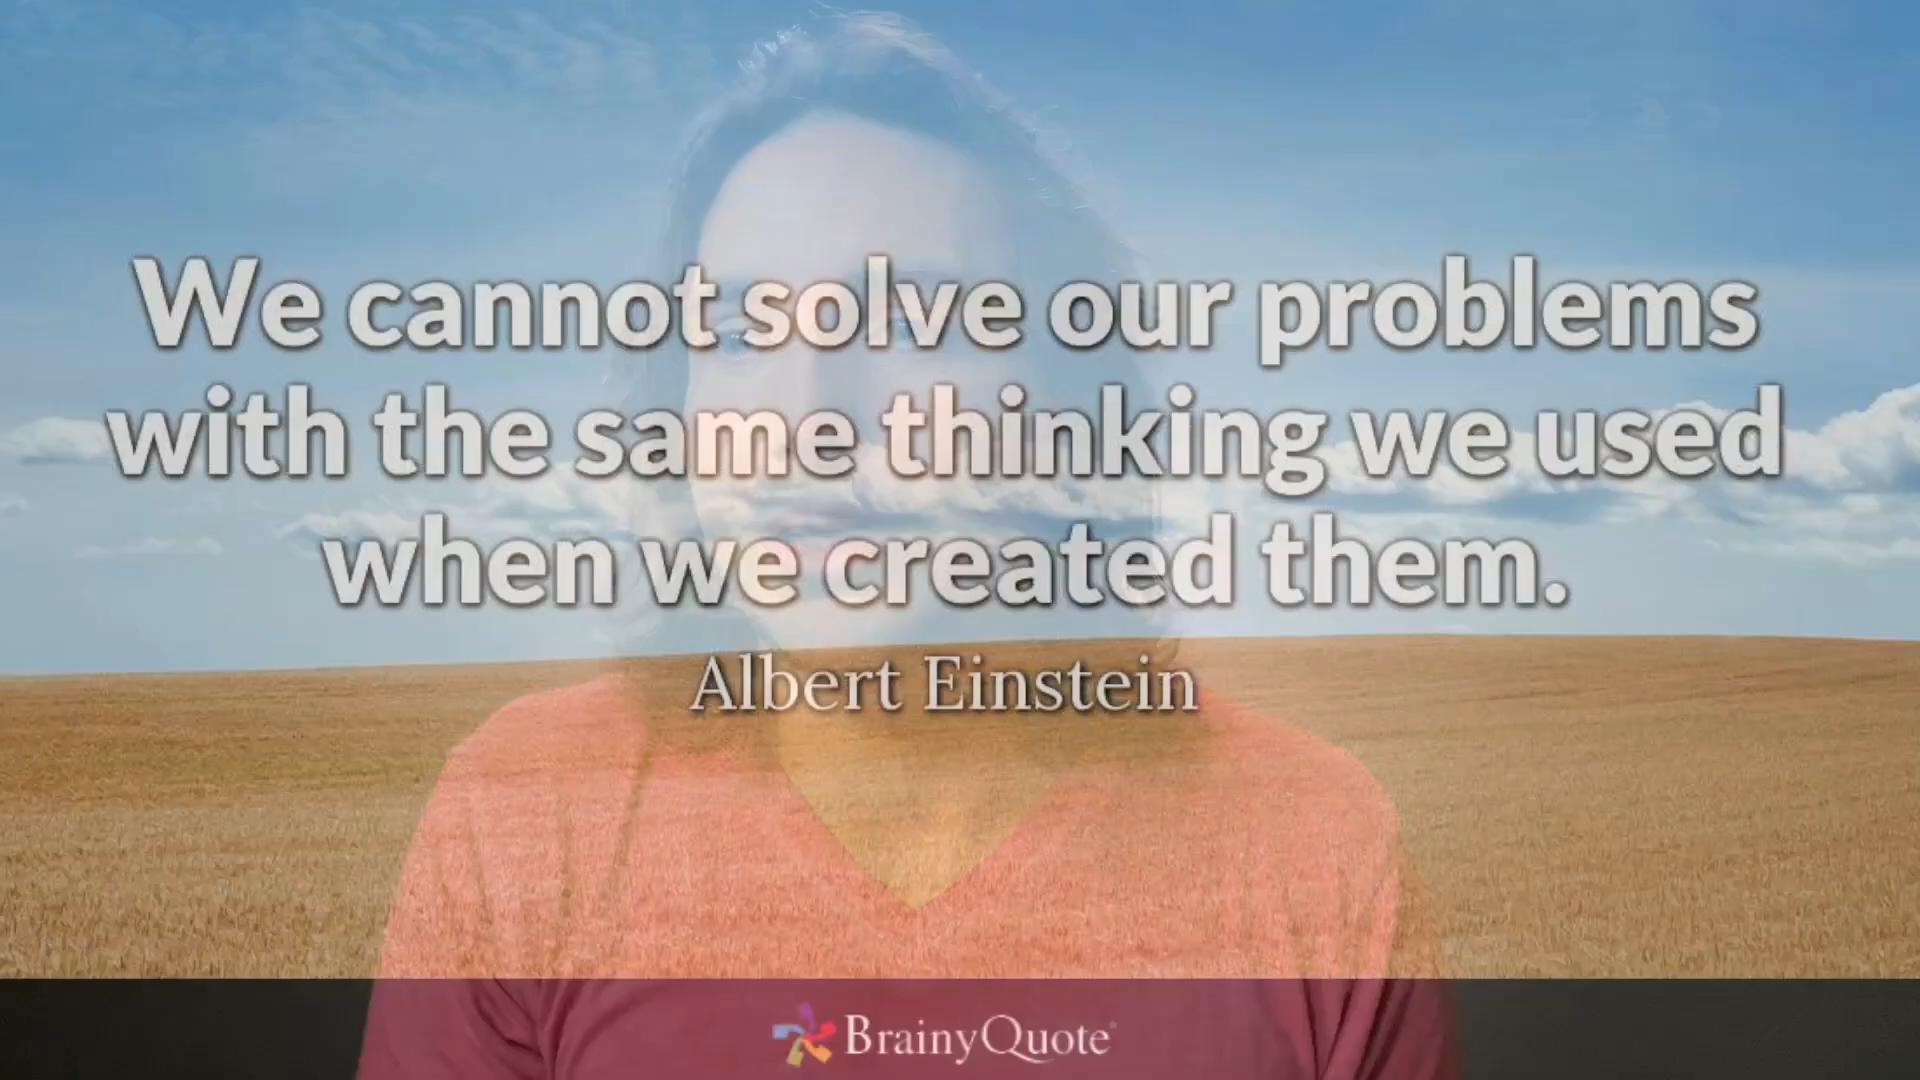 We cannot solve our problems
with the same thinking we used
when we created them.
Albert Einstein
BrainyQuote